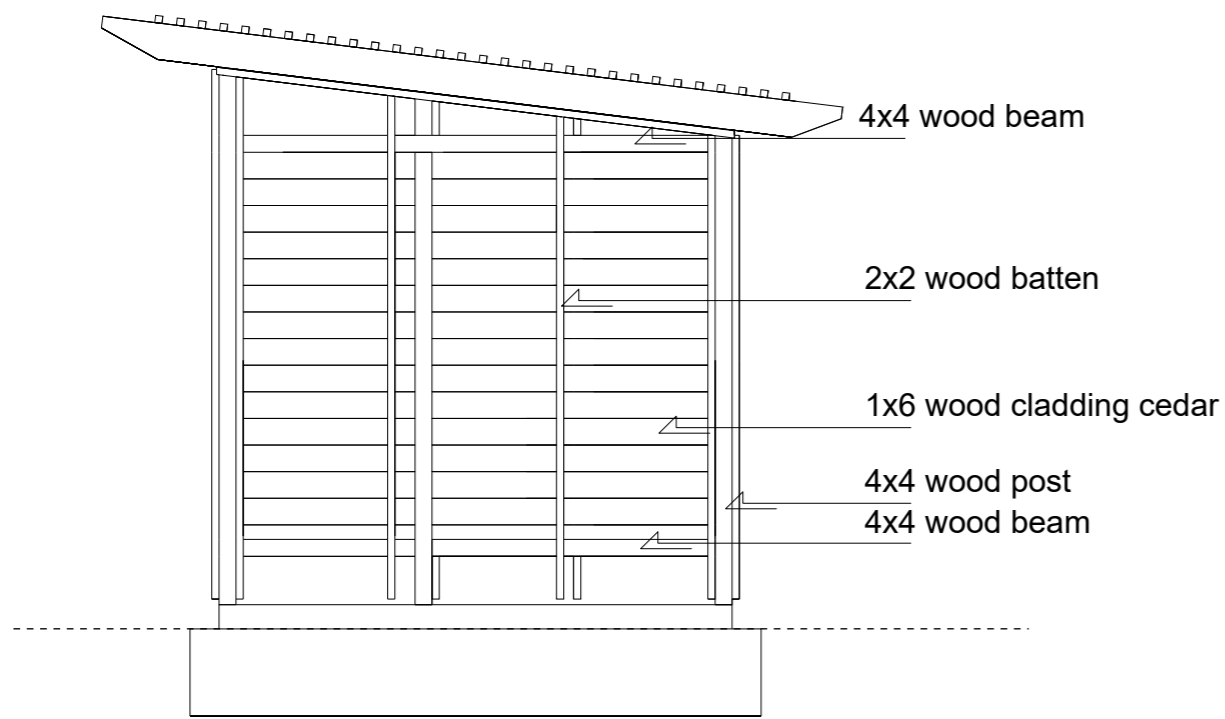 4x4 wood beam
2x2 wood batten
1x6 wood cladding cedar
4x4 wood post
4x4 wood beam